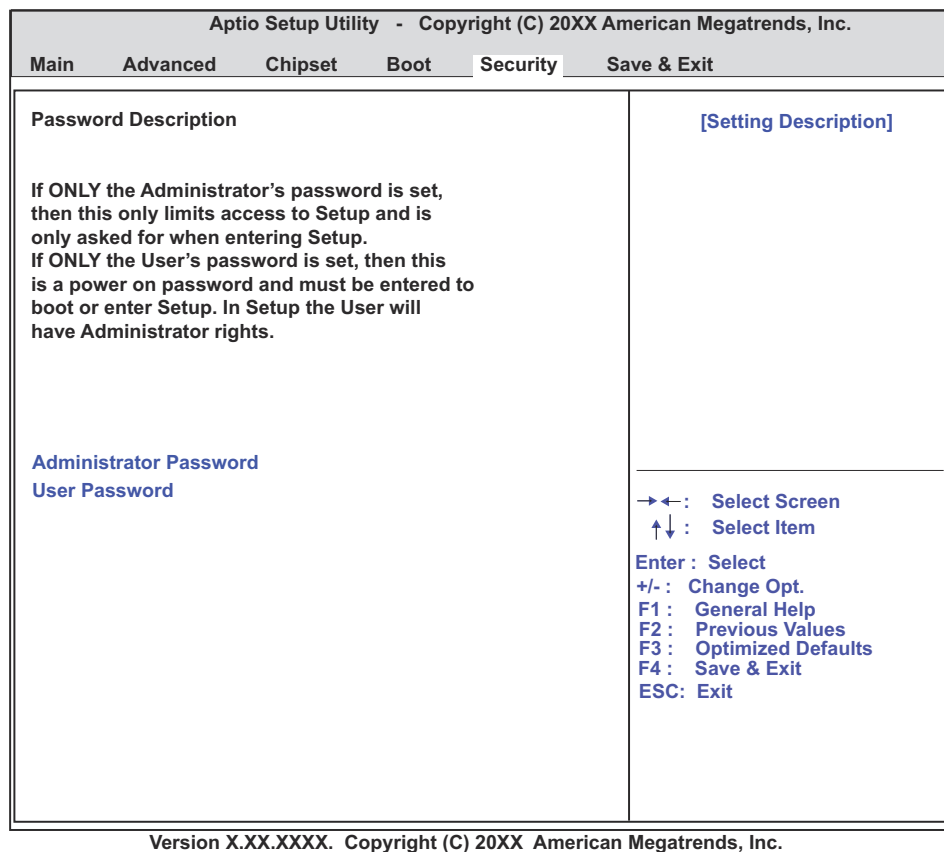 Aptio Setup Utility - Copyright (C) 20XX American Megatrends, Inc.
Main Advanced Chipset Boot Security Save & Exit
Password Description
If ONLY the Administrator’s password is set,
then this only limits access to Setup and is
only asked for when entering Setup.
If ONLY the User’s password is set, then this
is a power on password and must be entered to
boot or enter Setup. In Setup the User will
have Administrator rights.
Administrator Password
User Password
[Setting Description]
→←: Select Screen
↑↓ : Select Item
Enter : Select
+/- : Change Opt.
F1 : General Help
F2 : Previous Values
F3 : Optimized Defaults
F4 : Save & Exit
ESC: Exit
Version X.XX.XXXX. Copyright (C) 20XX American Megatrends, Inc.